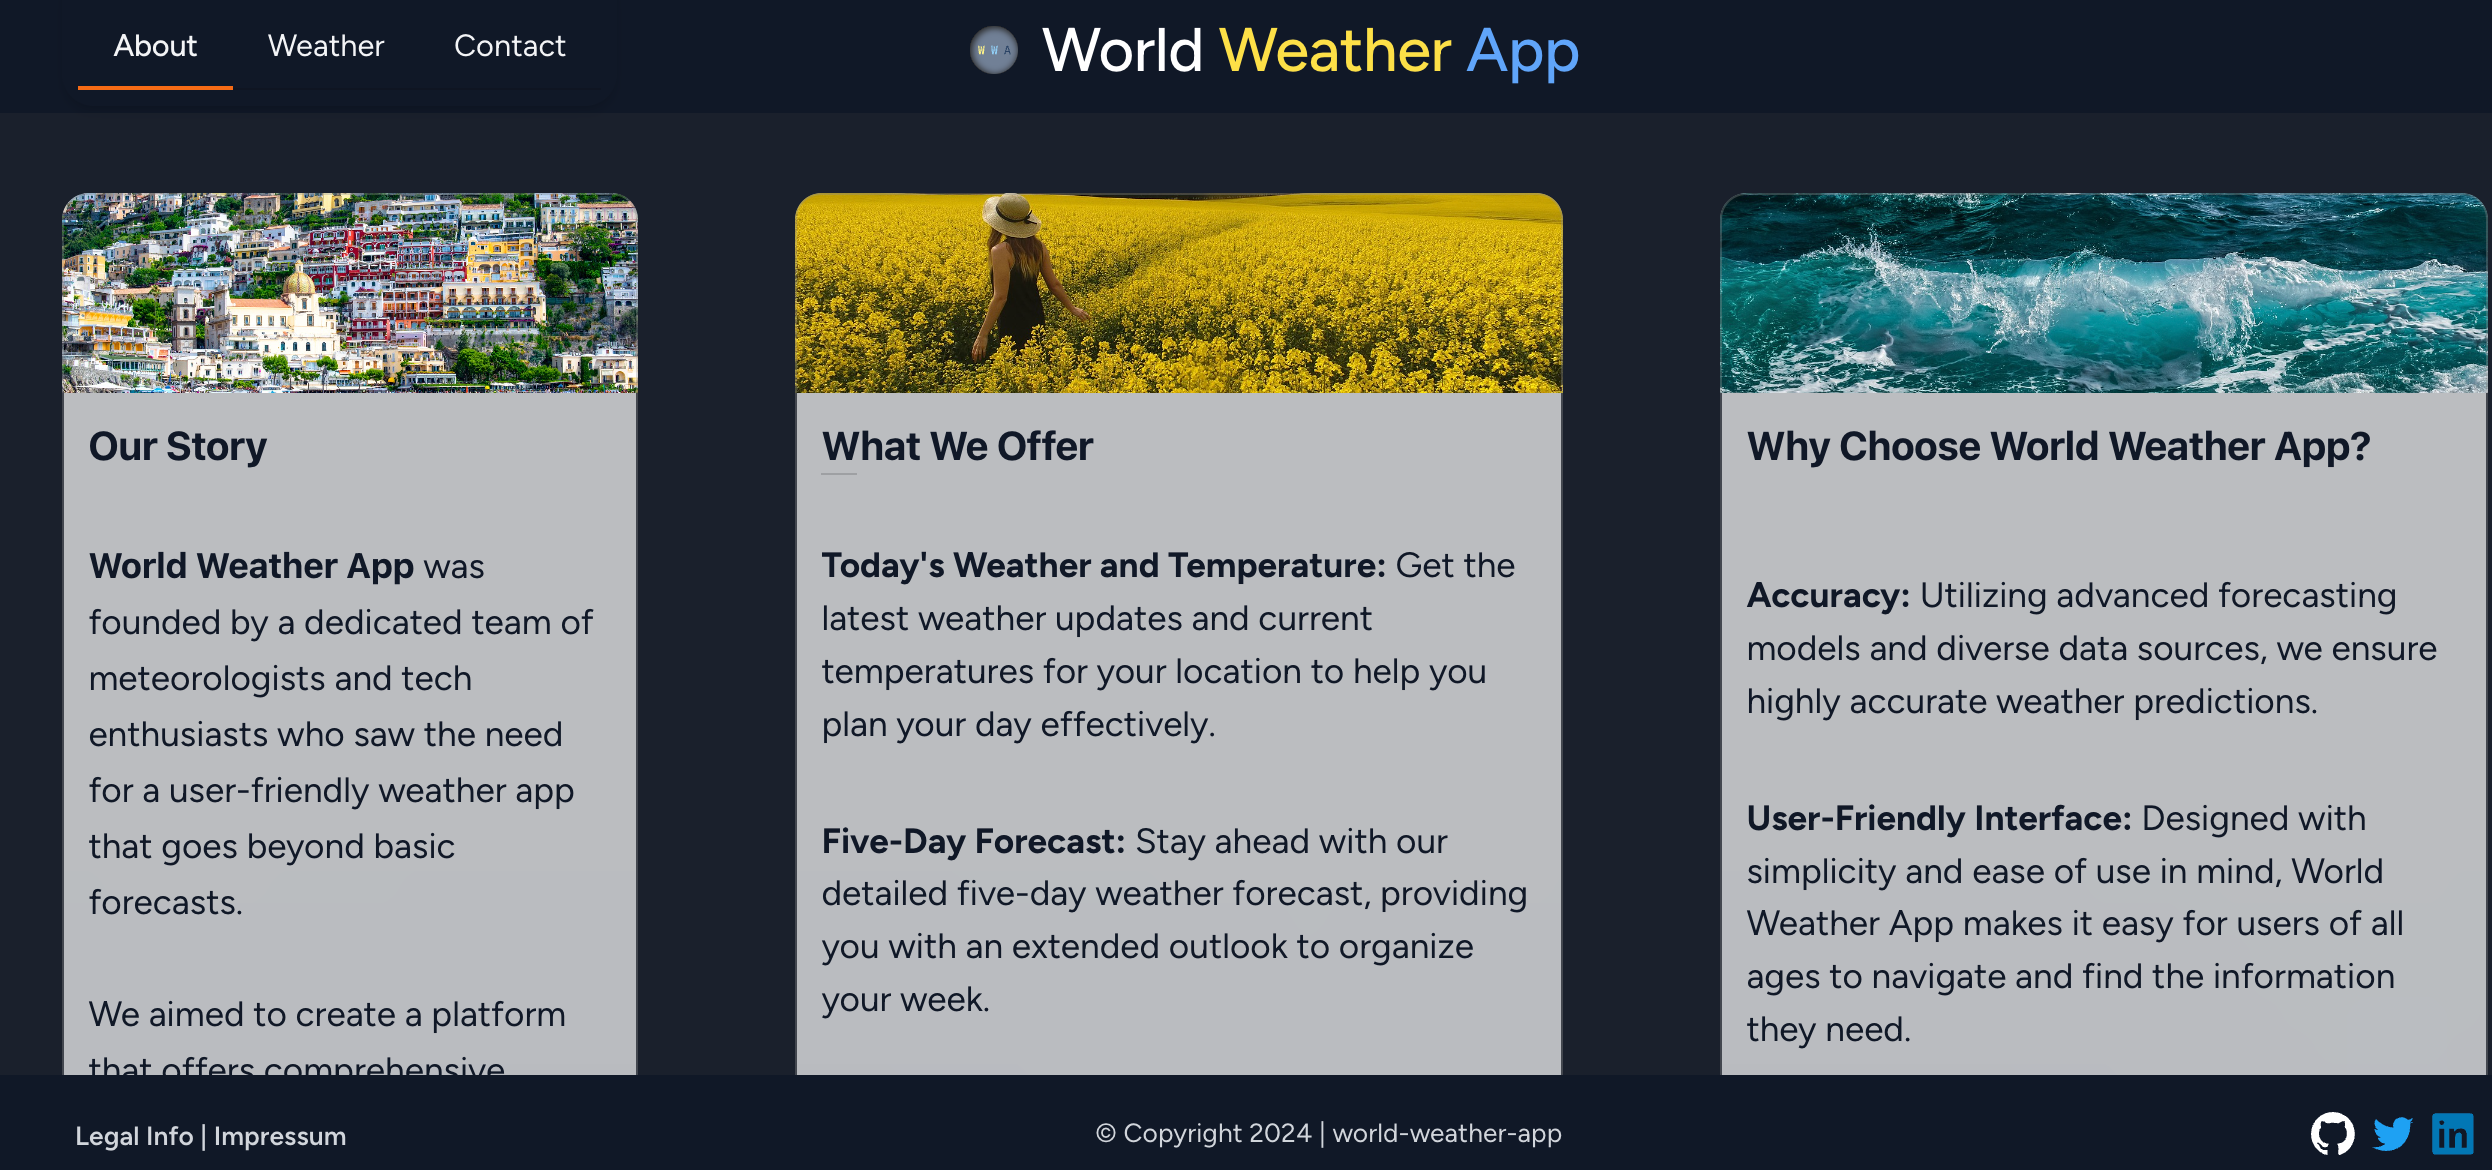 About Weather Contact
W W A
World Weather App
Our Story
World Weather App was
founded by a dedicated team of
meteorologists and tech
enthusiasts who saw the need
for a user-friendly weather app
that goes beyond basic
forecasts.
We aimed to create a platform
that offers comprehensive
What We Offer
Today's Weather and Temperature: Get the
latest weather updates and current
temperatures for your location to help you
plan your day effectively.
Five-Day Forecast: Stay ahead with our
detailed five-day weather forecast, providing
you with an extended outlook to organize
your week.
Why Choose World Weather App?
Accuracy: Utilizing advanced forecasting
models and diverse data sources, we ensure
highly accurate weather predictions.
User-Friendly Interface: Designed with
simplicity and ease of use in mind, World
Weather App makes it easy for users of all
ages to navigate and find the information
they need.
Legal Info | Impressum
© Copyright 2024 | world-weather-app
in